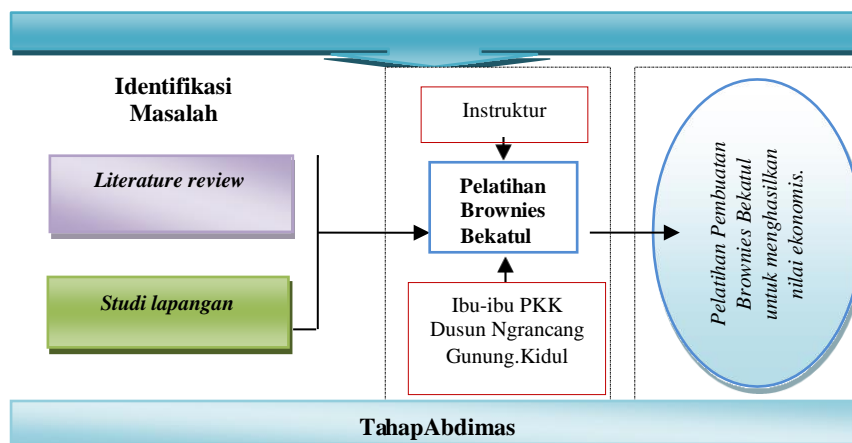 Identifikasi
Masalah
Literature review
Studi lapangan
Instruktur
Pelatihan
Brownies
Bekatul
Ibu-ibu PKK
Dusun Ngrancang
Gunung.Kidul
Pelatihan Pembuatan
Brownies Bekatul
untuk menghasilkan
nilai ekonomis.
TahapAbdimas